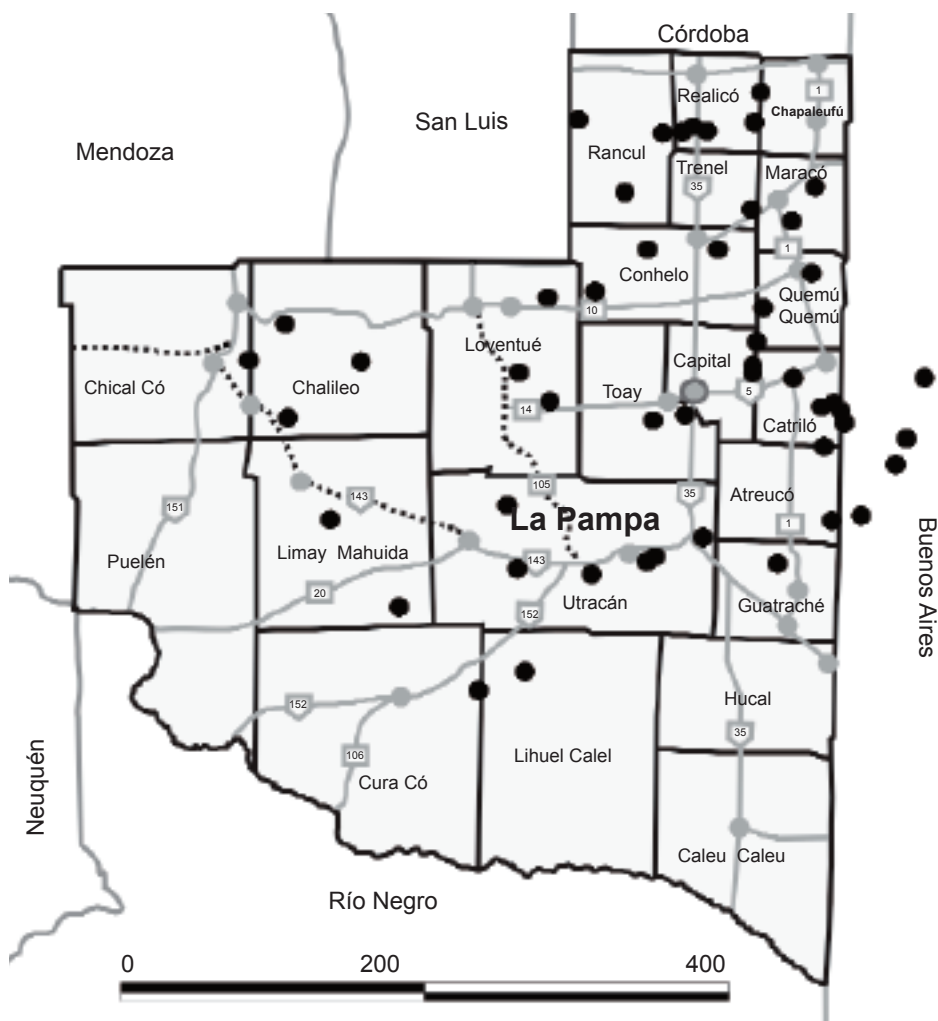 Córdoba
San Luis
Mendoza
Realicó
1
Chapaleufú
Rancul
Trenel
Maracó
35
1
Conhelo
Quemú
Quemú
10
Loventué
Capital
Chical Có
Chalileo
Toay
5
14
Catriló
105
143
35
Atreucó
151
La Pampa
1
Puelén
Limay Mahuida
143
20
Utracán
152
Guatraché
Buenos Aires
Hucal
152
35
106
Cura Có
Lihuel Calel
Neuquén
Caleu Caleu
Río Negro
0 200 400